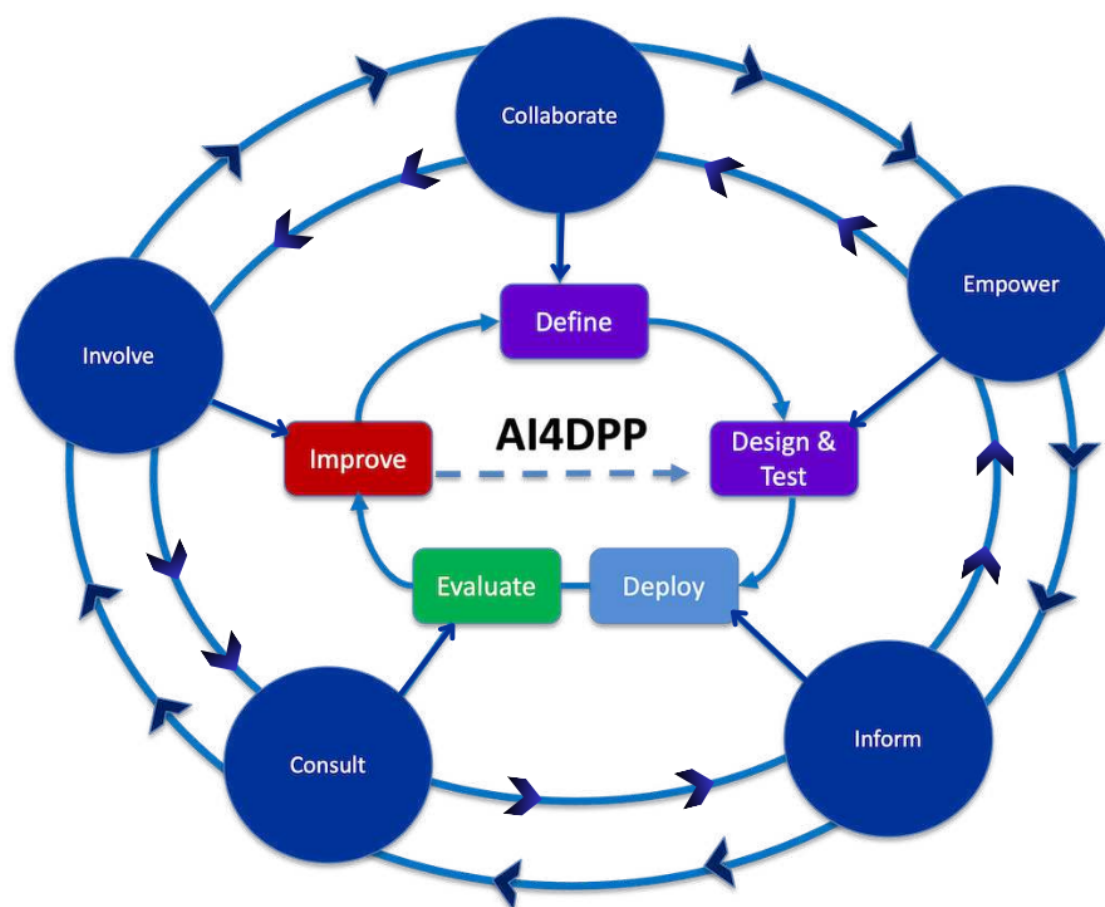 Collaborate
Empower
Define
Involve
AI4DPP
Improve
Design &
Test
Evaluate
Deploy
Consult
Inform